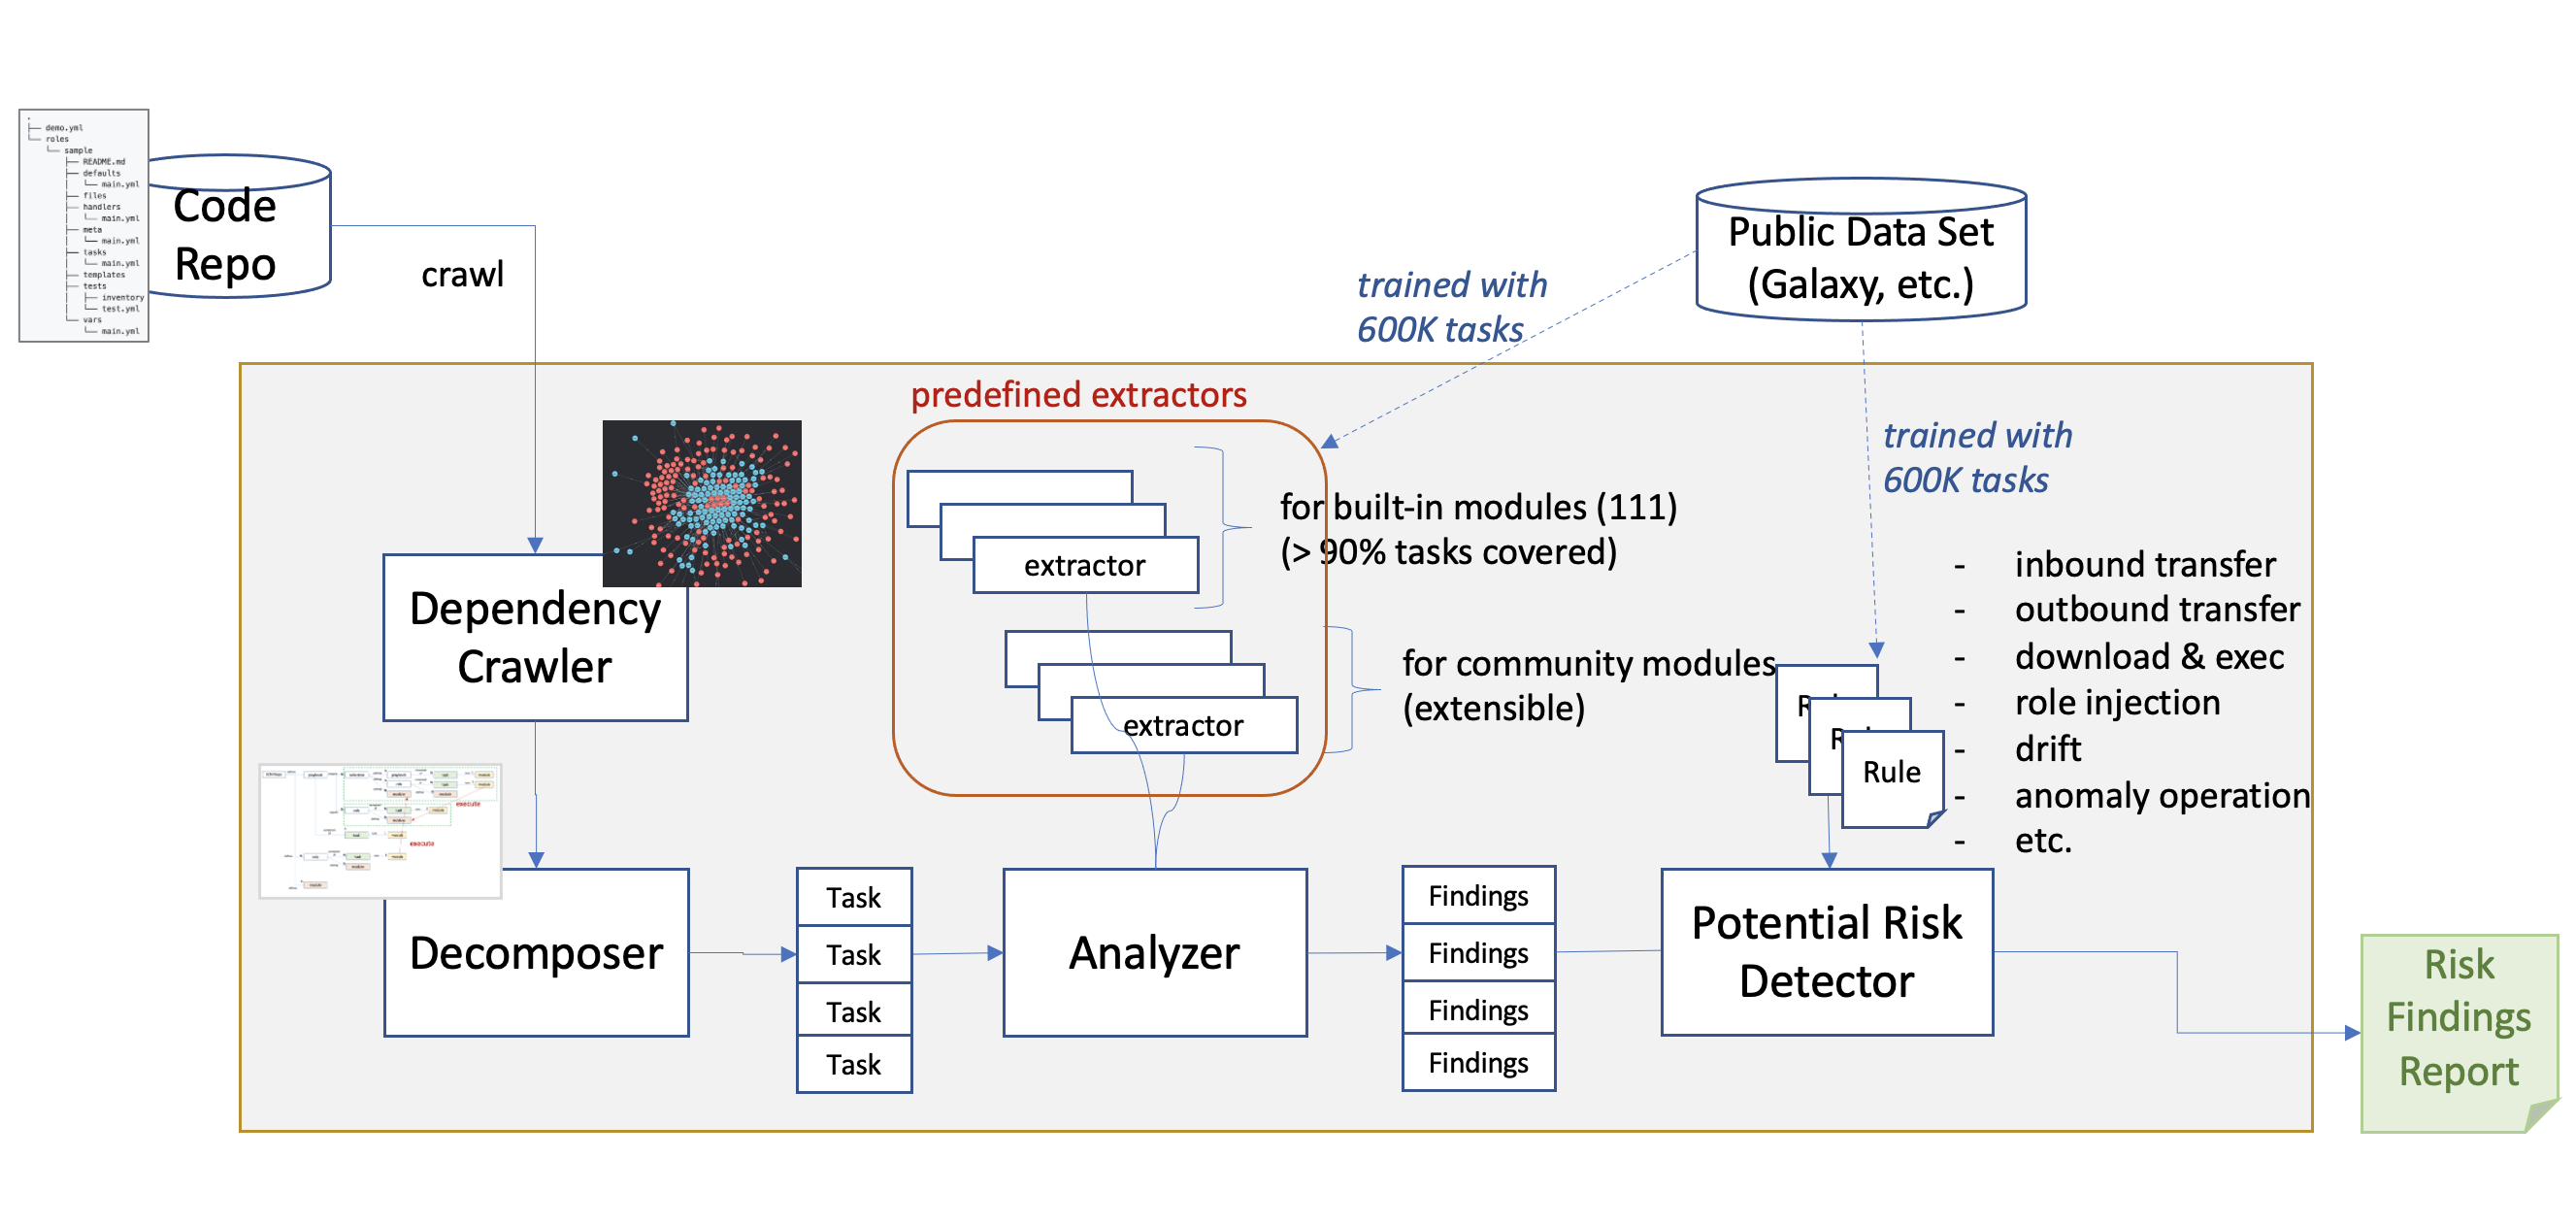 .
├── demo.yml
└── roles
└── sample
├── README.md
├── defaults
│ └── main.yml
├── files
├── handlers
│ └── main.yml
├── meta
│ └── main.yml
├── tasks
│ └── main.yml
├── templates
├── tests
│ ├── inventory
│ └── test.yml
└── vars
└── main.yml
Code
Repo
crawl
Public Data Set
(Galaxy, etc.)
trained with
600K tasks
trained with
600K tasks
predefined extractors
extractor
for built-in modules (111)
(> 90% tasks covered)
extractor
for community modules
(extensible)
Dependency
Crawler
Rule
- inbound transfer
- outbound transfer
- download & exec
- role injection
- drift
- anomaly operation
- etc.
execute
execute
Decomposer
Task
Task
Task
Task
Analyzer
Findings
Findings
Findings
Findings
Potential Risk
Detector
Risk
Findings
Report